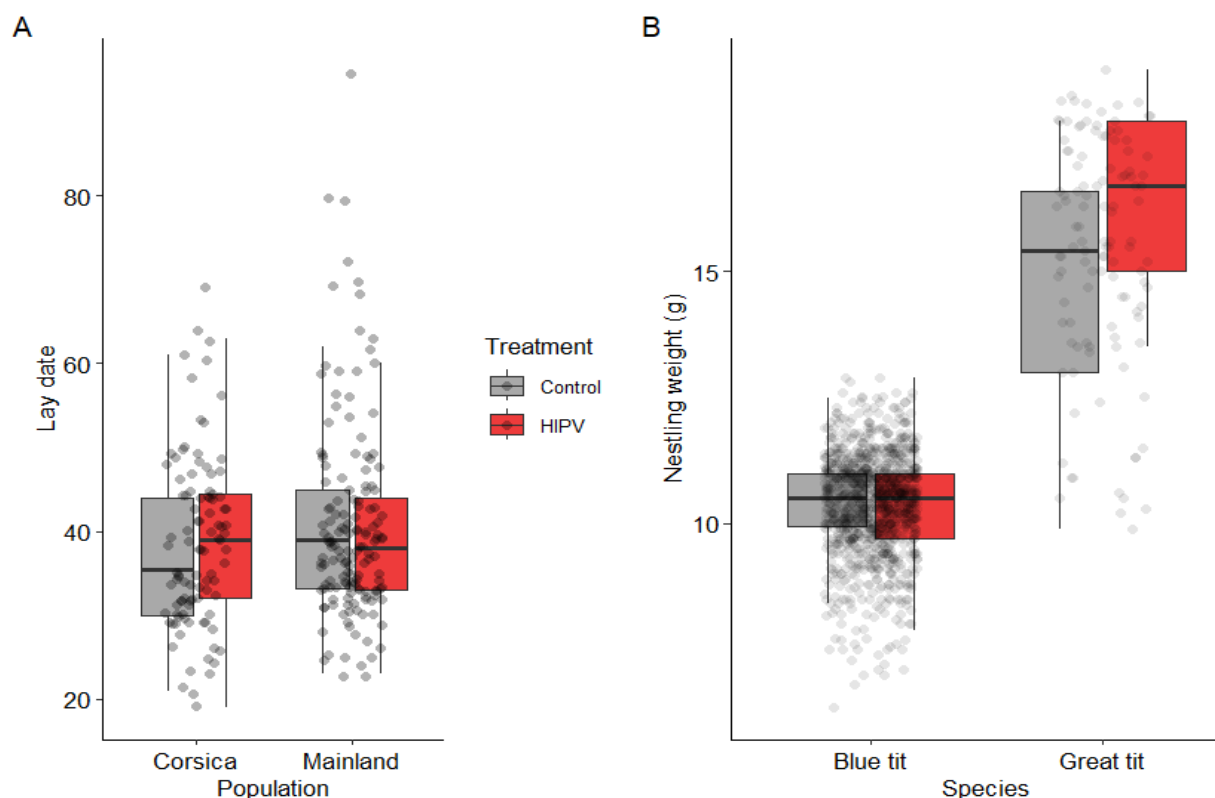 A
Lay date
80
60
40
20
Corsica
Mainland
Population
Treatment
Control
HIPV
B
Nestling weight (g)
15
10
Blue tit
Great tit
Species